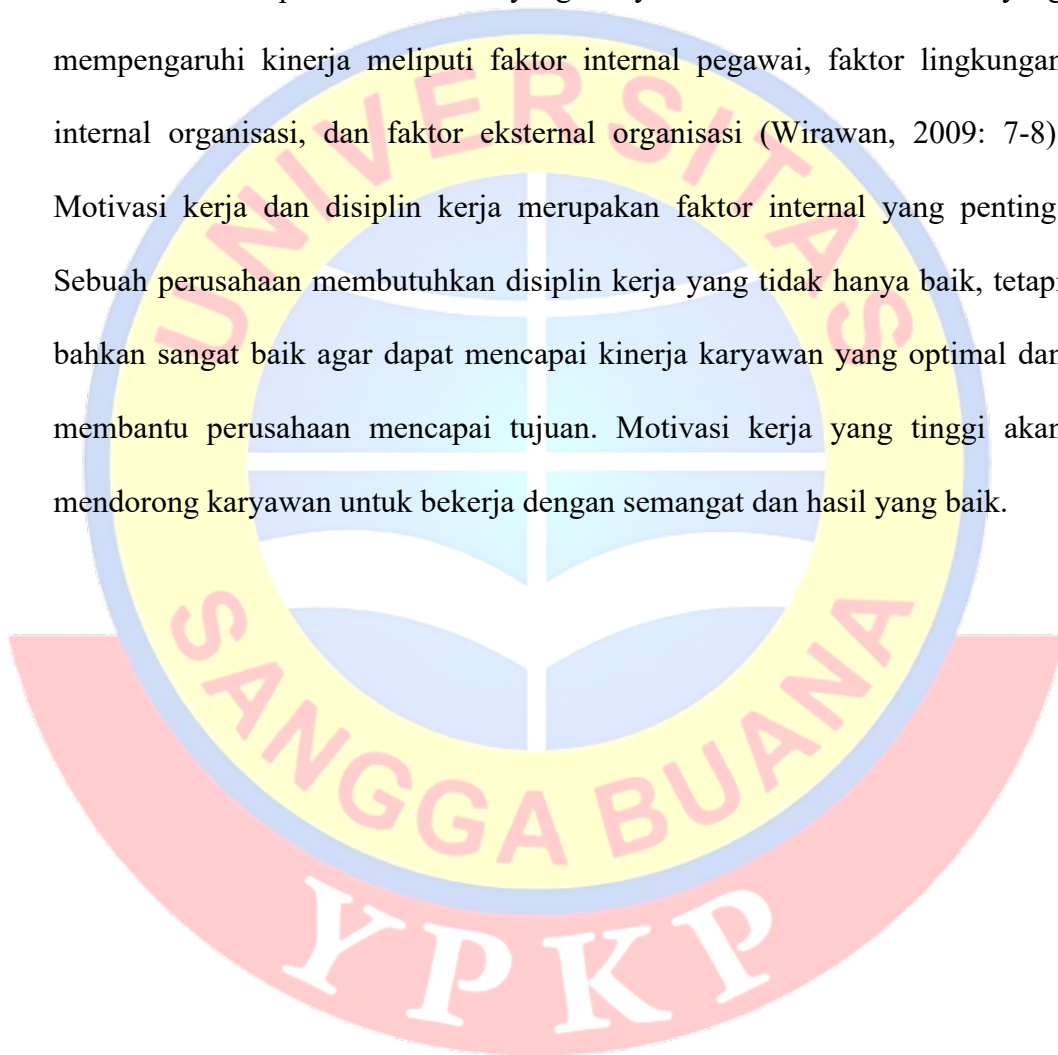 mempengaruhi kinerja meliputi faktor internal pegawai, faktor lingkungan
internal organisasi, dan faktor eksternal organisasi (Wirawan, 2009: 7-8)
Motivasi kerja dan disiplin kerja merupakan faktor internal yang penting.
Sebuah perusahaan membutuhkan disiplin kerja yang tidak hanya baik, tetapi
bahkan sangat baik agar dapat mencapai kinerja karyawan yang optimal dan
membantu perusahaan mencapai tujuan. Motivasi kerja yang tinggi akan
mendorong karyawan untuk bekerja dengan semangat dan hasil yang baik.
UNIVERSITAS
SANGGA BUANA
YPKP